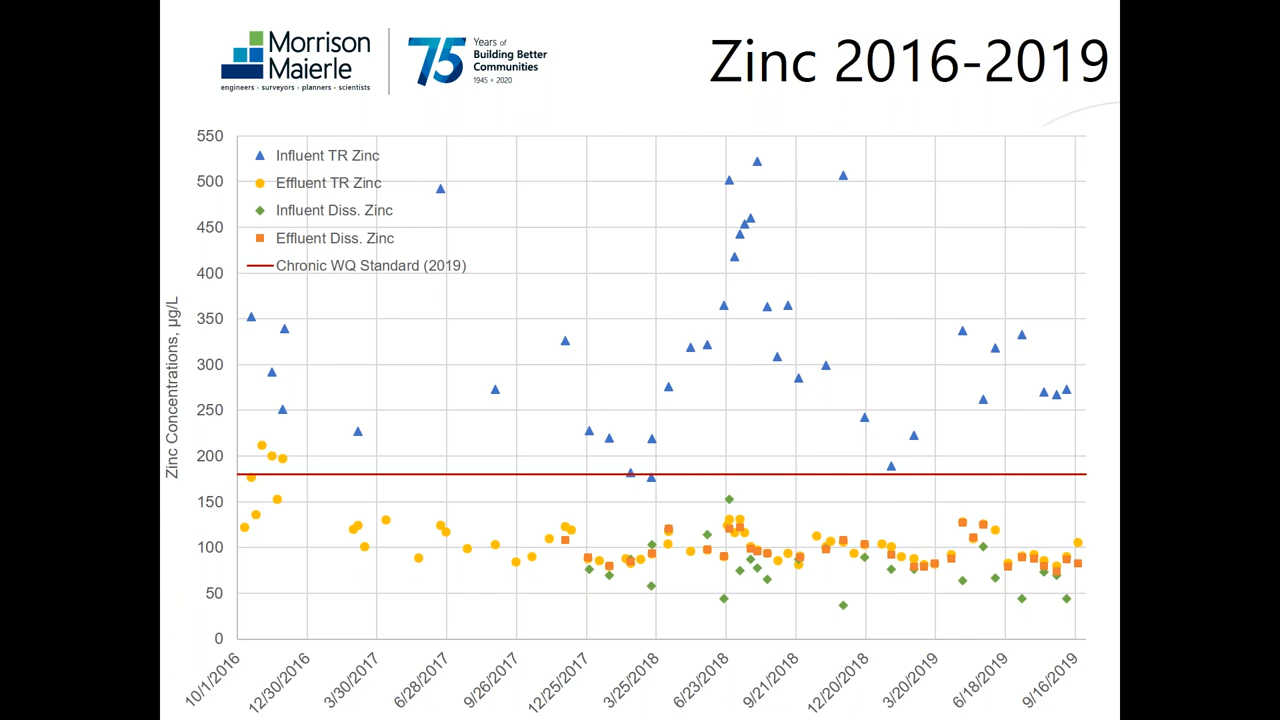 Morrison
Maierle
engineers • surveyors • planners • scientists
75
Years of
Building Better
Communities
1945 • 2020
Zinc 2016-2019
Zinc Concentrations, µg/L
550
500
450
400
350
300
250
200
150
100
50
0
Influent TR Zinc
Effluent TR Zinc
Influent Diss. Zinc
Effluent Diss. Zinc
Chronic WQ Standard (2019)
10/1/2016
12/30/2016
3/30/2017
6/28/2017
9/26/2017
12/25/2017
3/25/2018
6/23/2018
9/21/2018
12/20/2018
3/20/2019
6/18/2019
9/16/2019